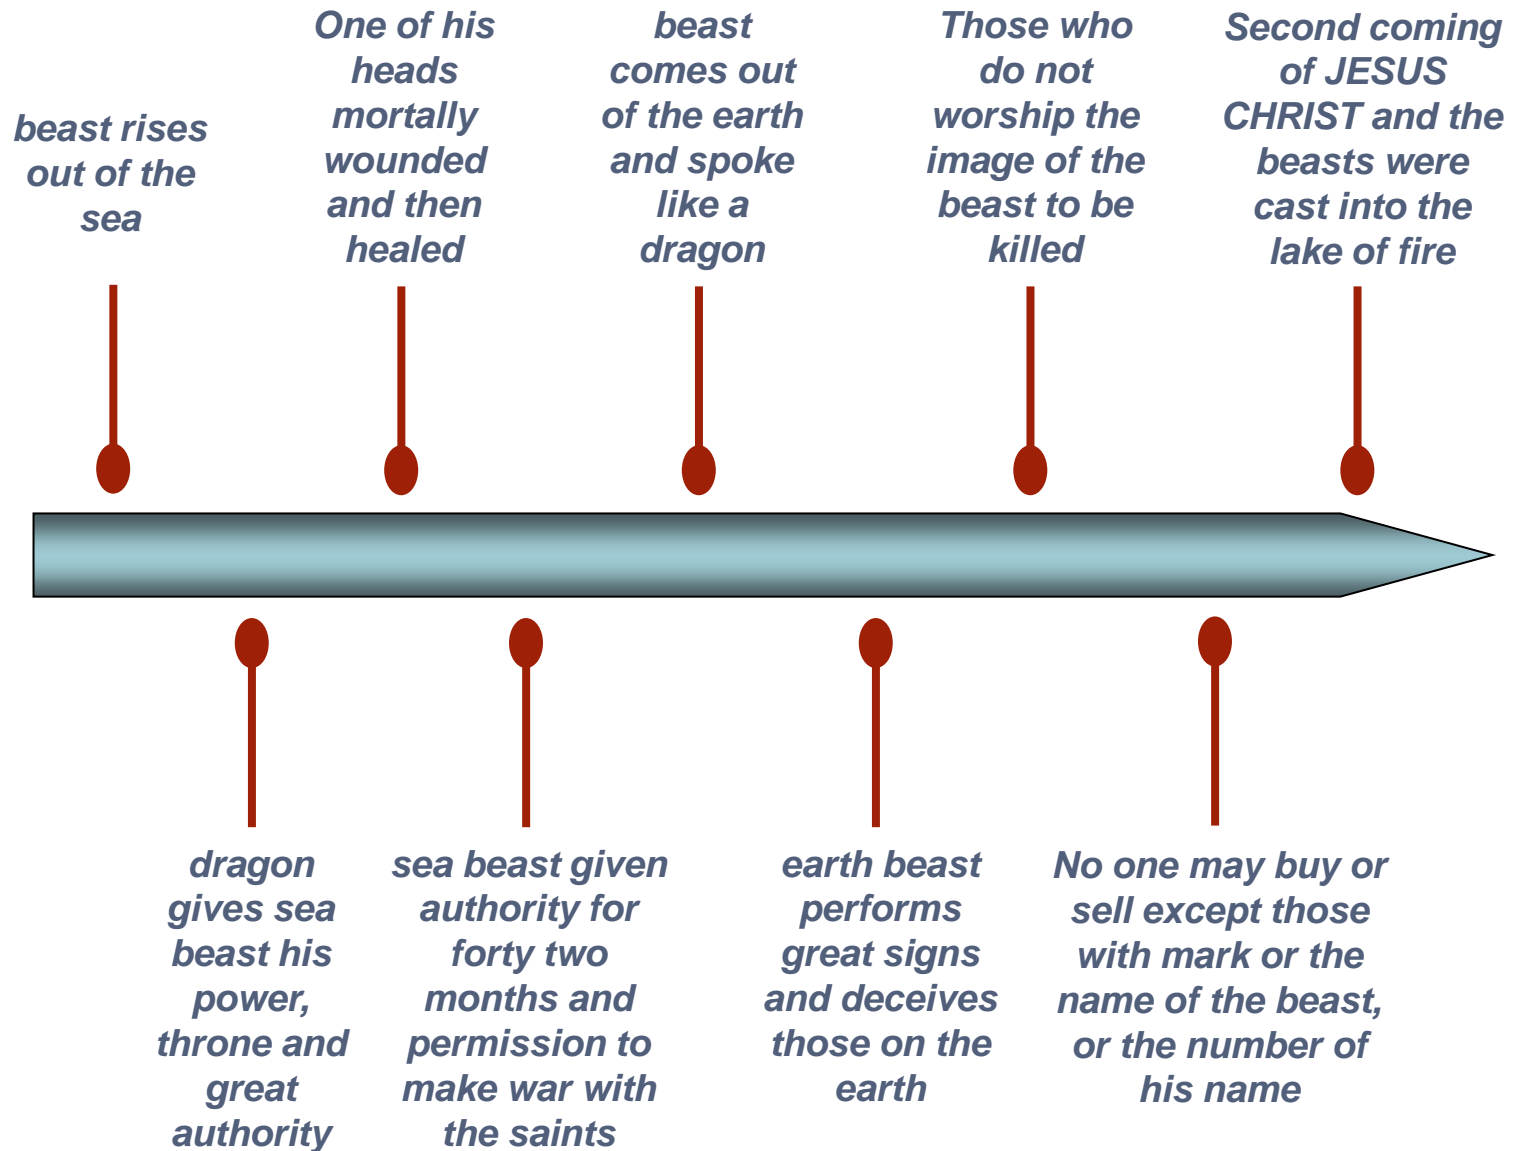 beast rises
out of the
sea
One of his
heads
mortally
wounded
and then
healed
beast
comes out
of the earth
and spoke
like a
dragon
Those who
do not
worship the
image of the
beast to be
killed
Second coming
of JESUS
CHRIST and the
beasts were
cast into the
lake of fire
dragon
gives sea
beast his
power,
throne and
great
authority
sea beast given
authority for
forty two
months and
permission to
make war with
the saints
earth beast
performs
great signs
and deceives
those on the
earth
No one may buy or
sell except those
with mark or the
name of the beast,
or the number of
his name